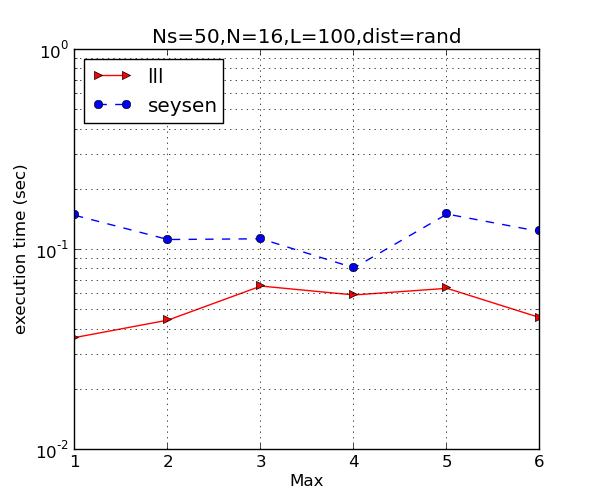 Ns=50,N=16,L=100,dist=rand
10^0
lll
seysen
execution time (sec)
10^-1
10^-2
1 2 3 4 5 6
Max